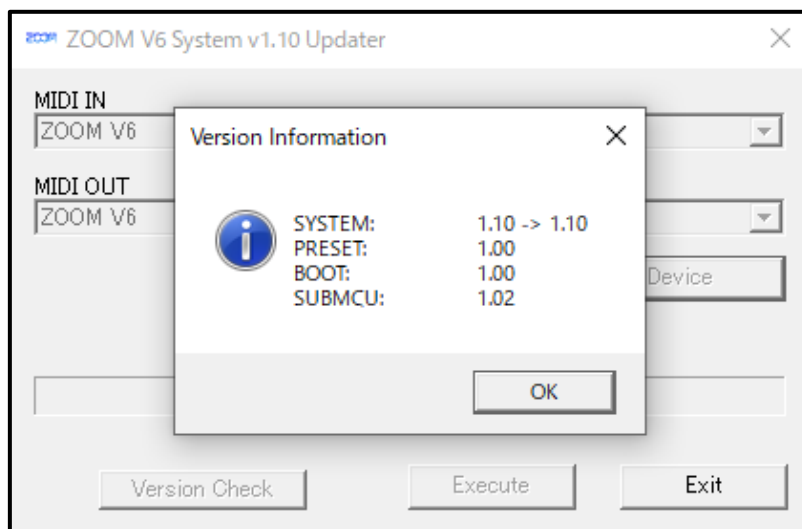 ZOOM ZOOM V6 System v1.10 Updater
MIDI IN
ZOOM V6
MIDI OUT
ZOOM V6
Device
Version Information
SYSTEM: 1.10 -> 1.10
PRESET: 1.00
BOOT: 1.00
SUBMCU: 1.02
OK
Version Check
Execute
Exit